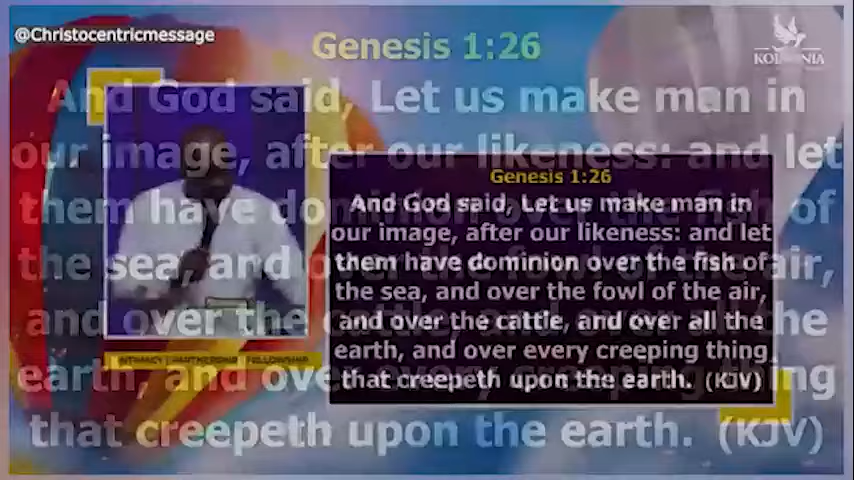 @Christocentricmessage
KOINONIA
Genesis 1:26
And God said, Let us make man in
our image, after our likeness: and let
them have dominion over the fish of
the sea, and over the fowl of the air,
and over the cattle, and over all the
earth, and over every creeping thing
that creepeth upon the earth. (KJV)
Genesis 1:26
And God said, Let us make man in
our image, after our likeness: and let
them have dominion over the fish of
the sea, and over the fowl of the air,
and over the cattle, and over all the
earth, and over every creeping thing
that creepeth upon the earth. (KJV)
INTIMACY | PARTNERSHIP | FELLOWSHIP